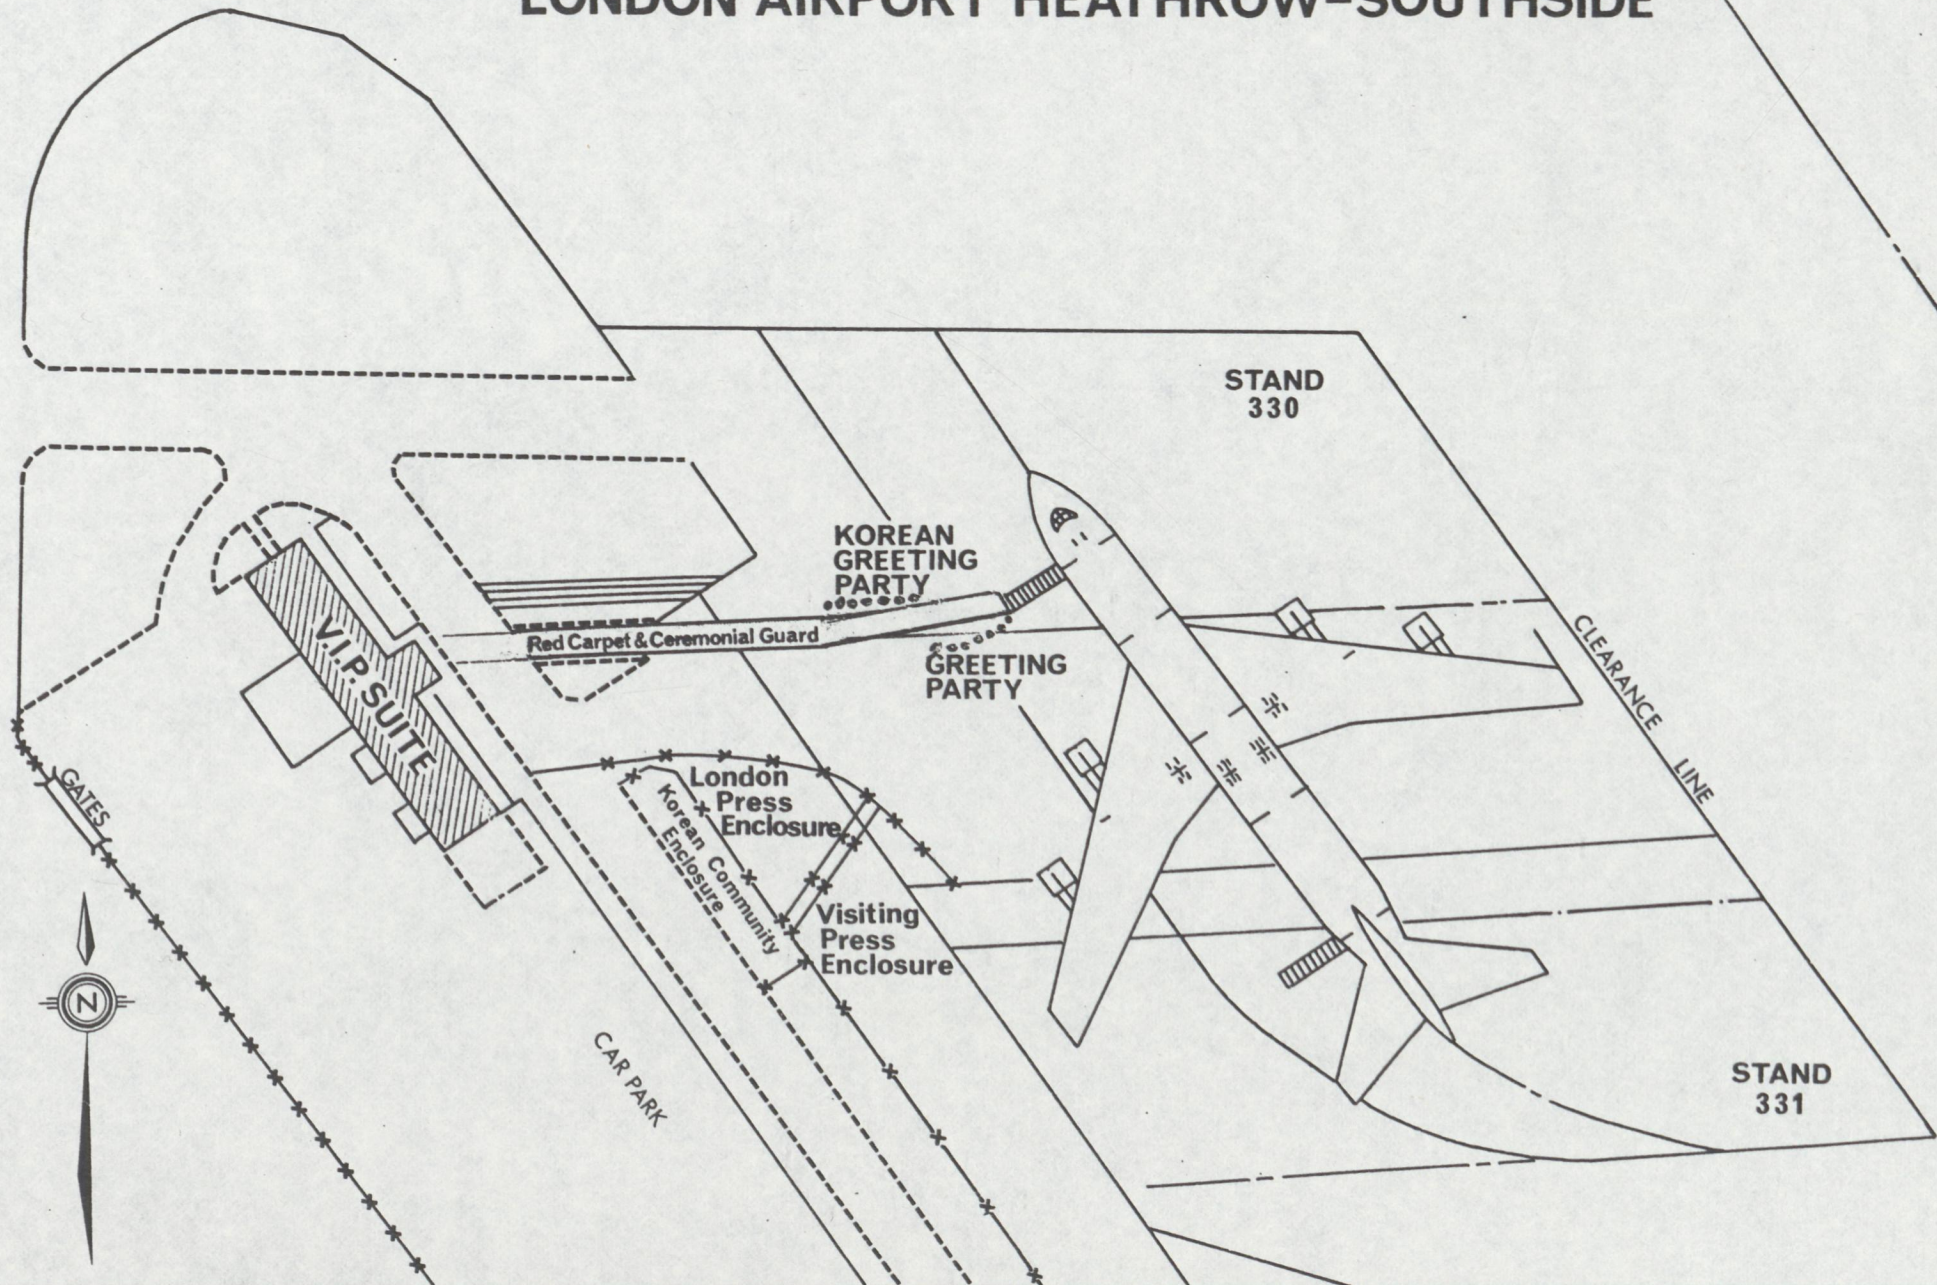 LONDON AIRPORT HEATHROW-SOUTHSIDE
STAND
330
KOREAN
GREETING
PARTY
Red Carpet & Ceremonial Guard
GREETING
PARTY
V.I.P. SUITE
CLEARANCE LINE
GATES
London
Press
Enclosure
Korean Community
Enclosure
Visiting
Press
Enclosure
N
CAR PARK
STAND
331